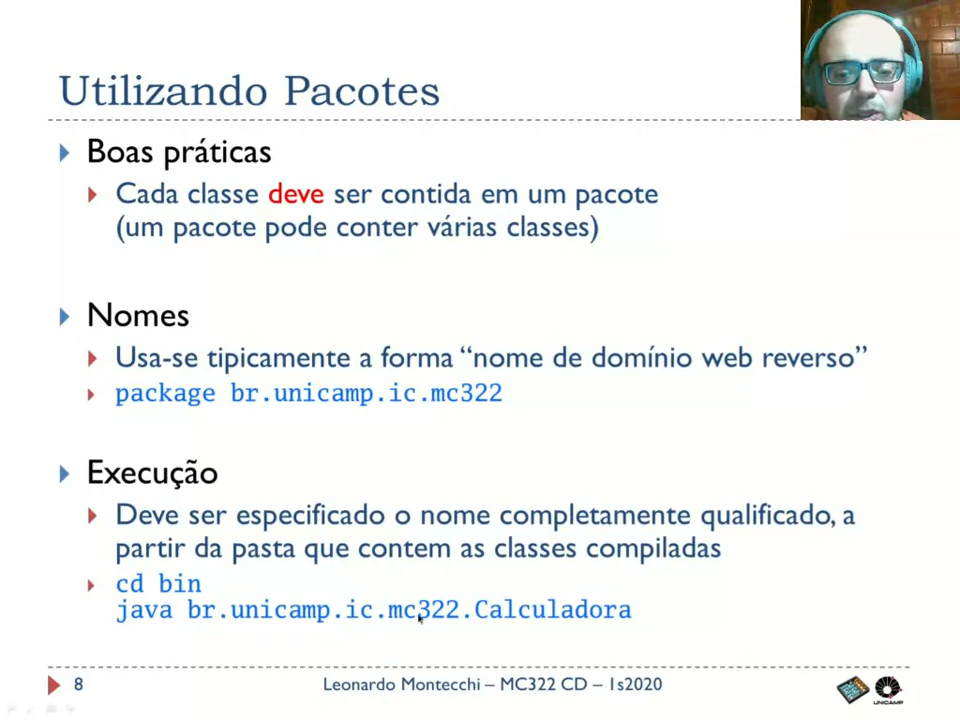 Utilizando Pacotes
Boas práticas
Cada classe deve ser contida em um pacote
(um pacote pode conter várias classes)
Nomes
Usa-se tipicamente a forma “nome de domínio web reverso”
package br.unicamp.ic.mc322
Execução
Deve ser especificado o nome completamente qualificado, a
partir da pasta que contem as classes compiladas
cd bin
java br.unicamp.ic.mc322.Calculadora
8
Leonardo Montecchi – MC322 CD – 1s2020
UNICAMP